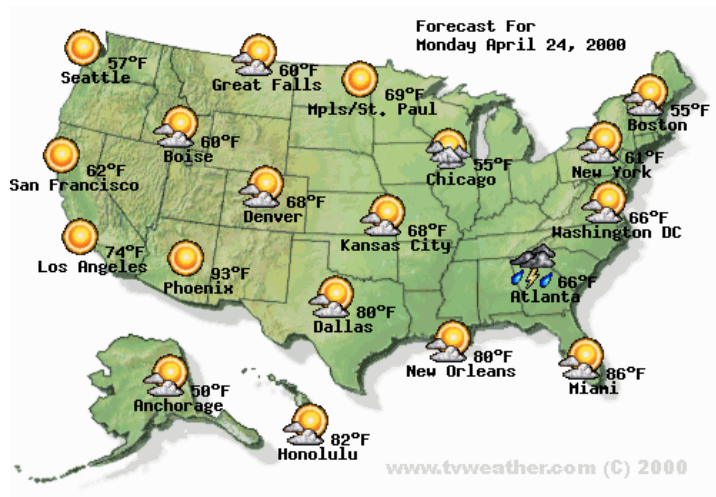 Forecast For
Monday April 24, 2000
57°F
Seattle
60°F
Great Falls
69°F
Mpls/St. Paul
55°F
Boston
60°F
Boise
55°F
Chicago
61°F
New York
62°F
San Francisco
68°F
Denver
68°F
Kansas City
66°F
Washington DC
74°F
Los Angeles
93°F
Phoenix
66°F
Atlanta
80°F
Dallas
80°F
New Orleans
86°F
Miami
50°F
Anchorage
82°F
Honolulu
www.tvweather.com (C) 2000